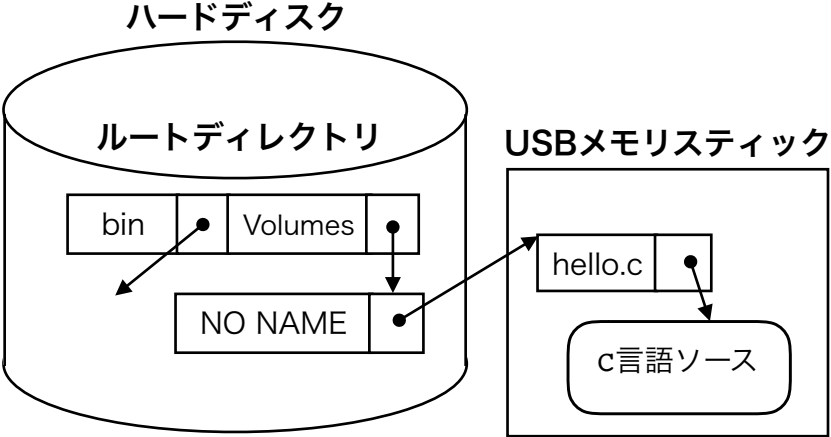 ハードディスク
ルートディレクトリ
USBメモリスティック
bin
Volumes
hello.c
NO NAME
c言語ソース